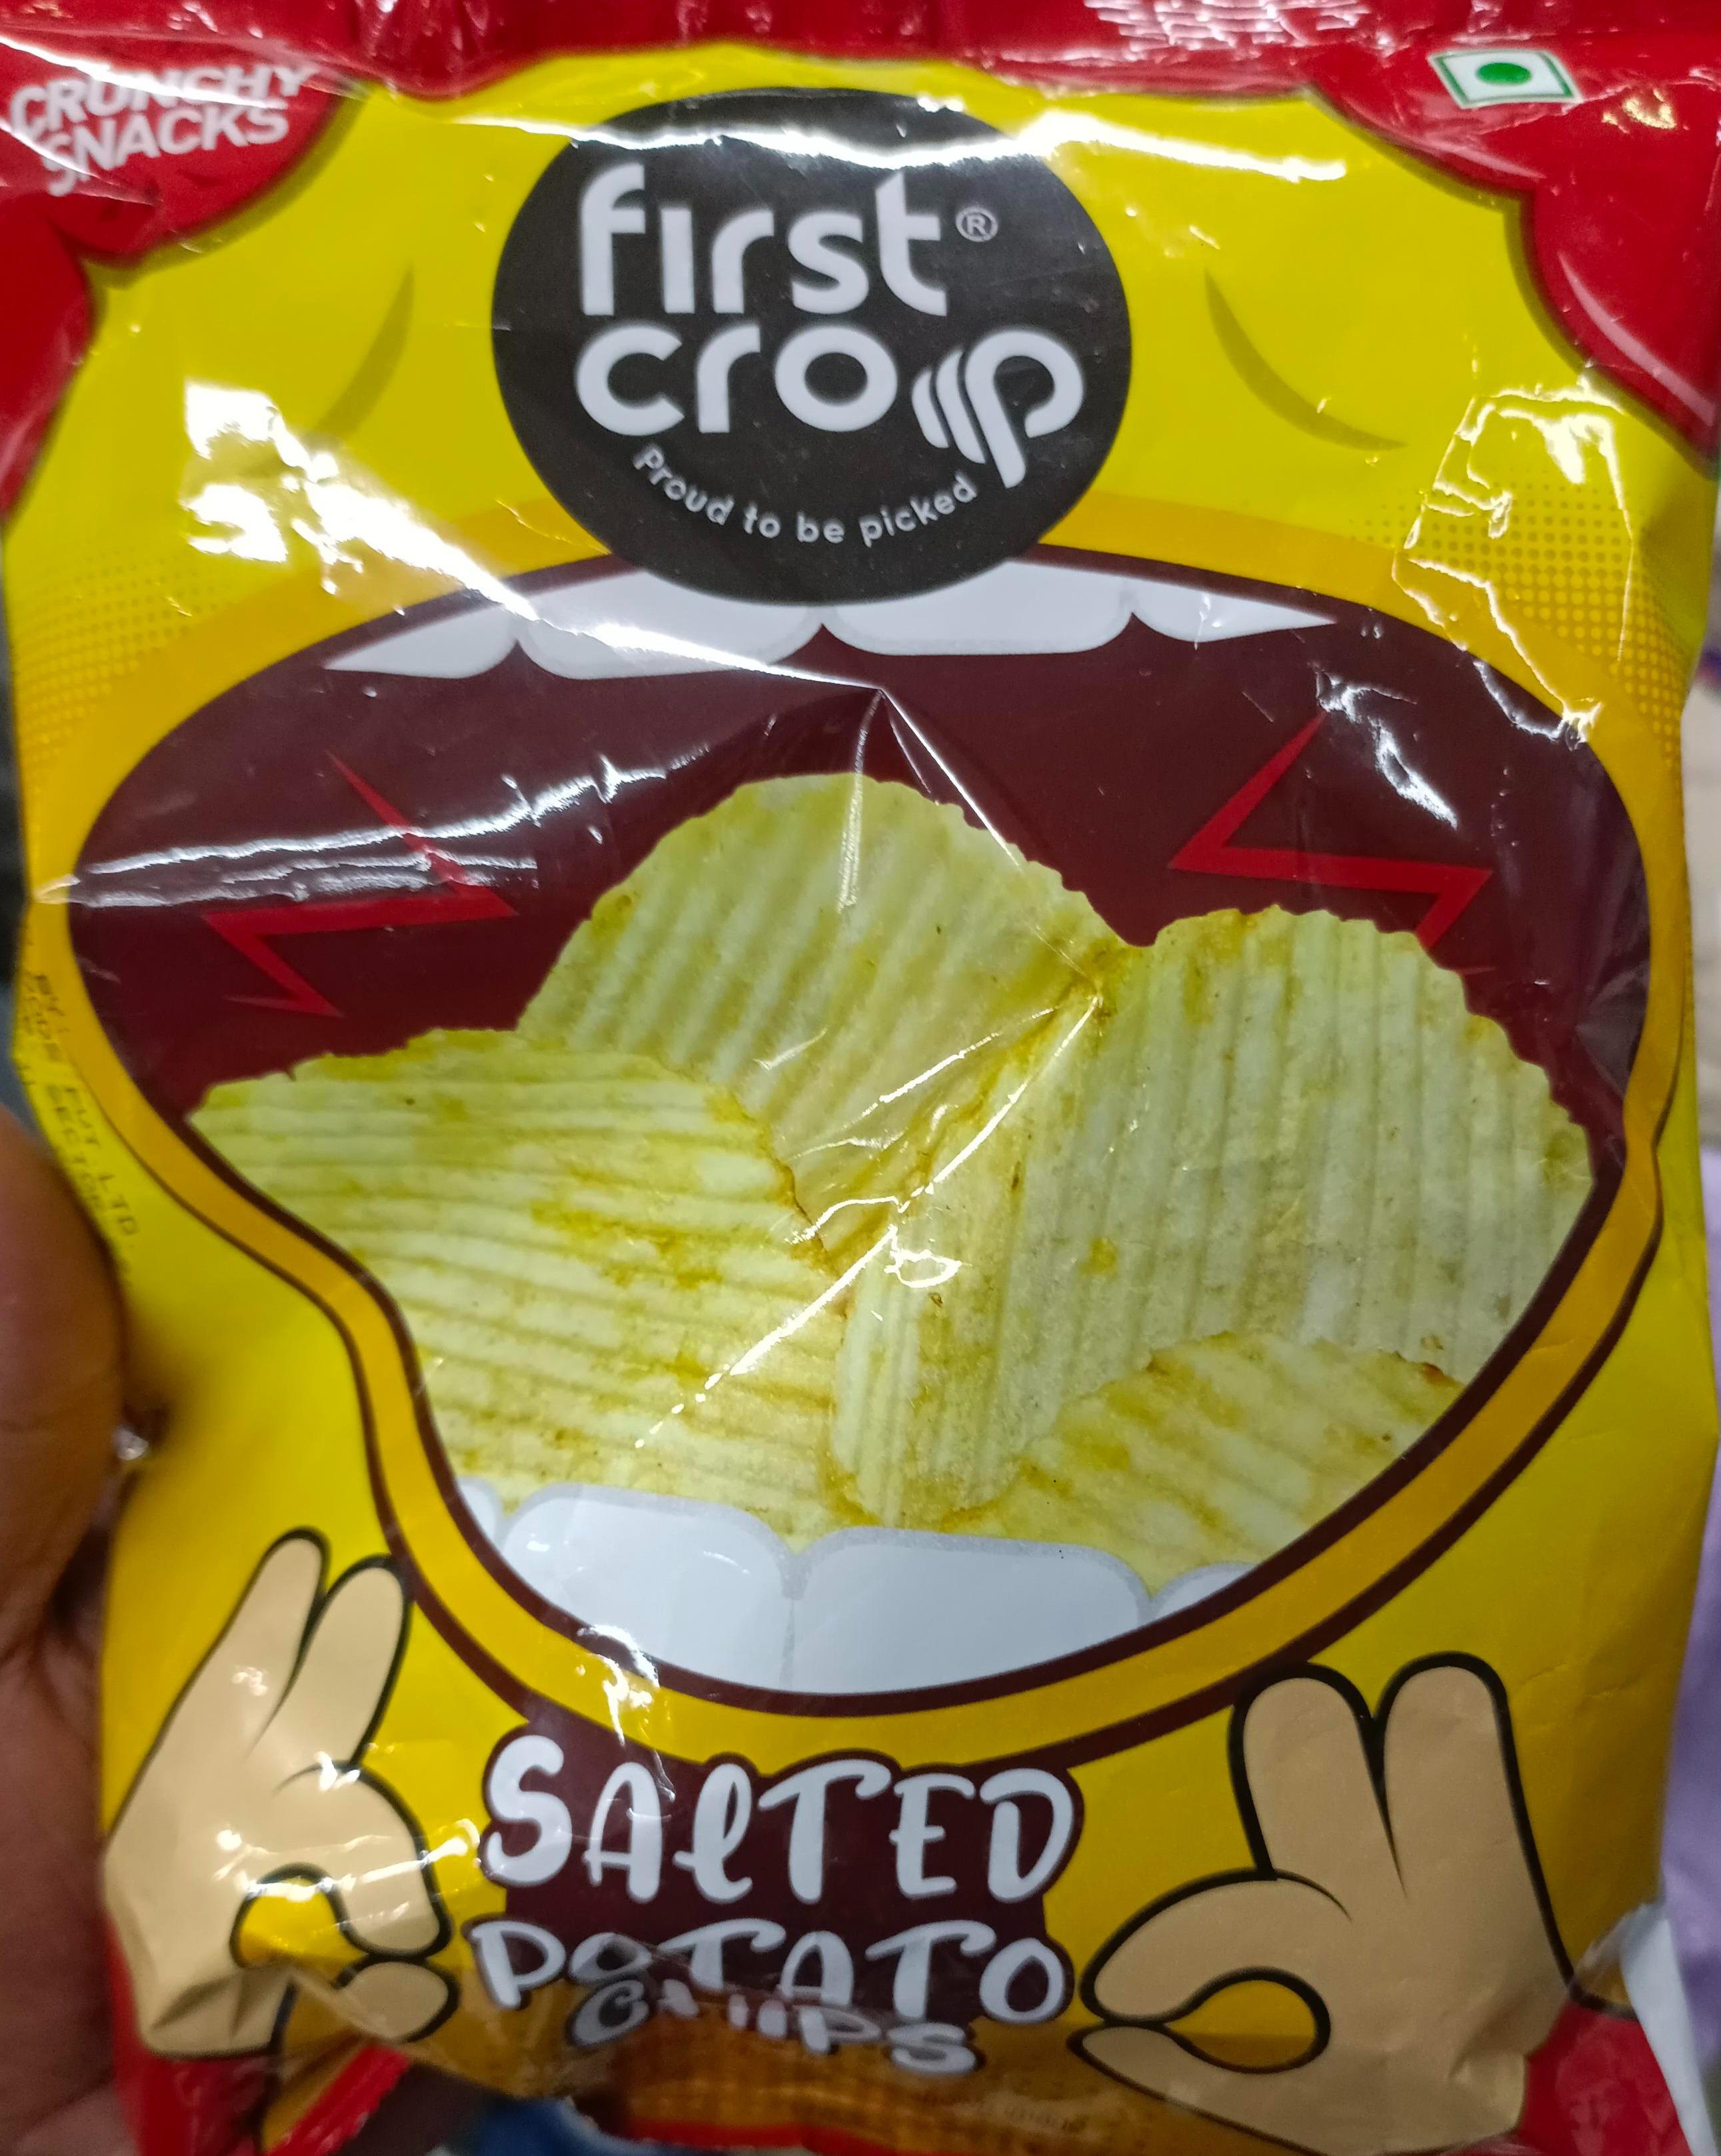 CRUNCHY
SNACKS
first®
crop
Proud to be picked
SALTED
POTATO
CHIPS